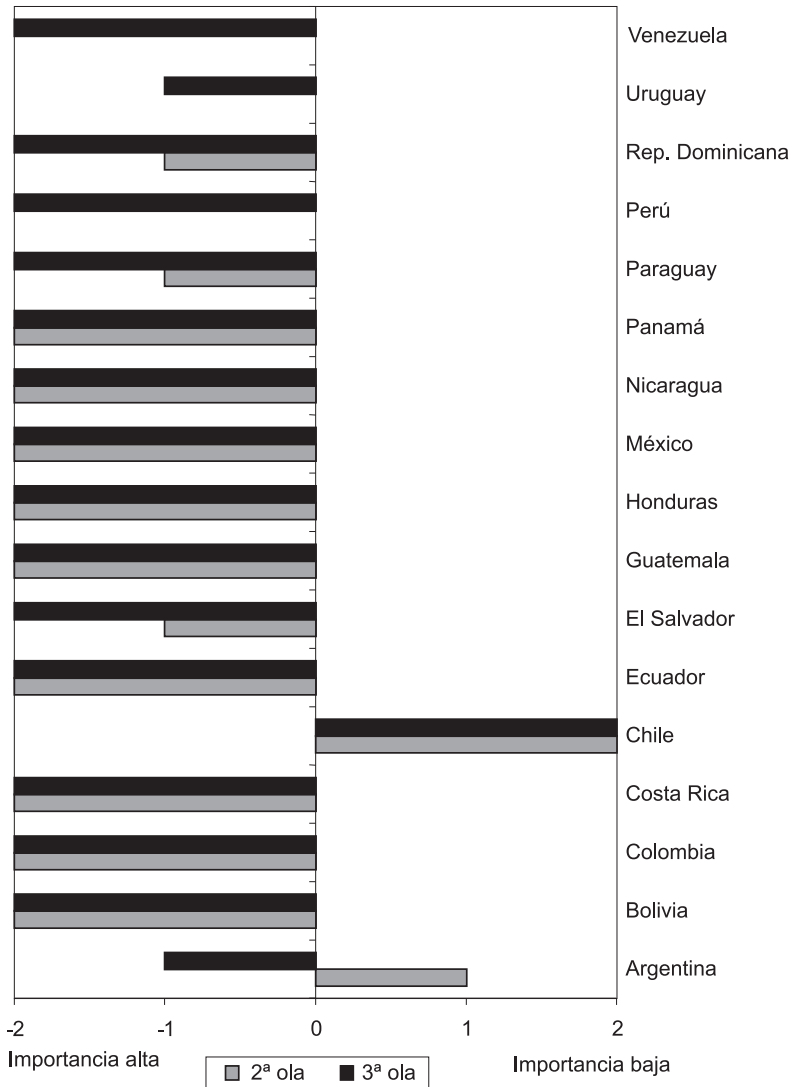 Venezuela
Uruguay
Rep. Dominicana
Perú
Paraguay
Panamá
Nicaragua
México
Honduras
Guatemala
El Salvador
Ecuador
Chile
Costa Rica
Colombia
Bolivia
Argentina
-2 -1 0 1 2
Importancia alta Importancia baja
2ª ola 3ª ola